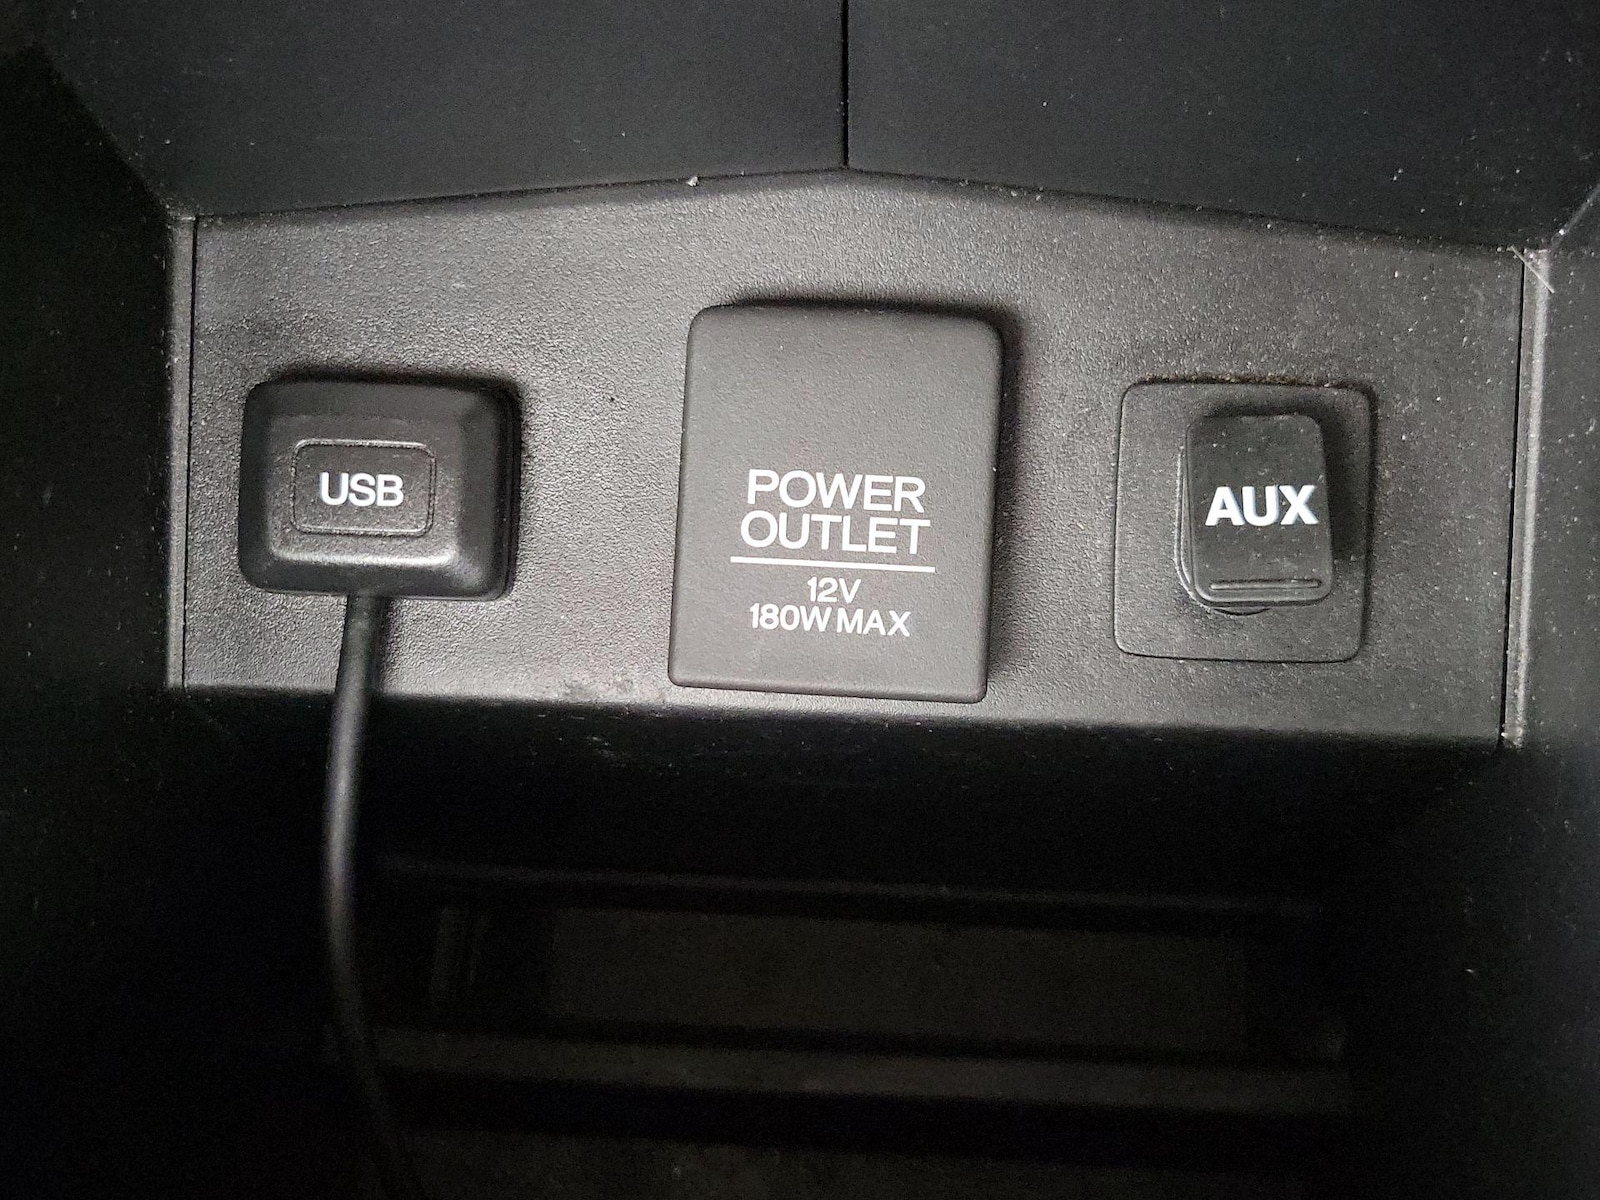 USB
POWER
OUTLET
12V
180W MAX
AUX